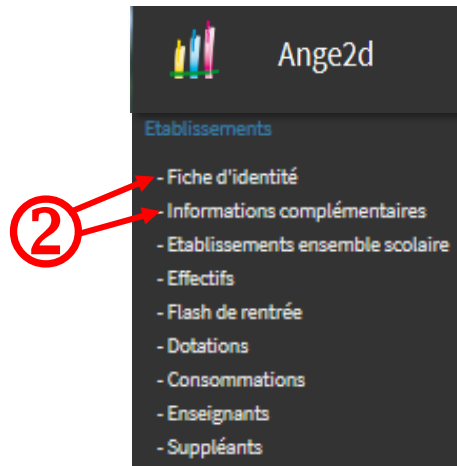 Ange2d
Etablissements
- Fiche d'identité
- Informations complémentaires
- Etablissements ensemble scolaire
- Effectifs
- Flash de rentrée
- Dotations
- Consommations
- Enseignants
- Suppléants
2